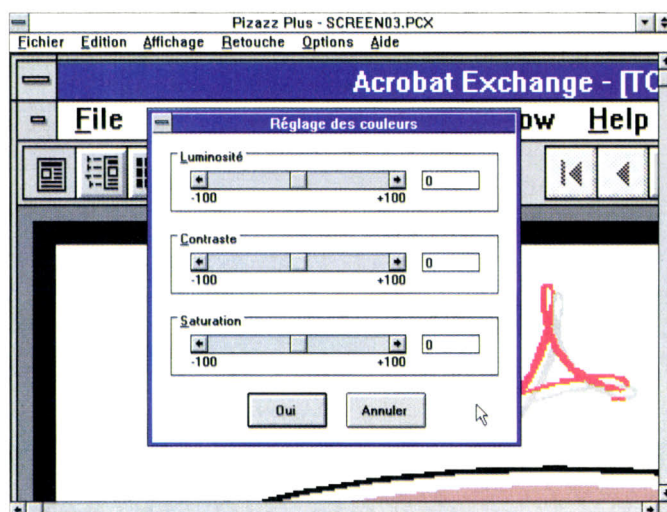 Pizazz Plus - SCREEN03.PCX
Fichier Edition Affichage Retouche Options Aide
Acrobat Exchange - [TO
File
ow Help
Réglage des couleurs
Luminosité
0
-100 +100
Contraste
0
-100 +100
Saturation
0
-100 +100
Oui Annuler